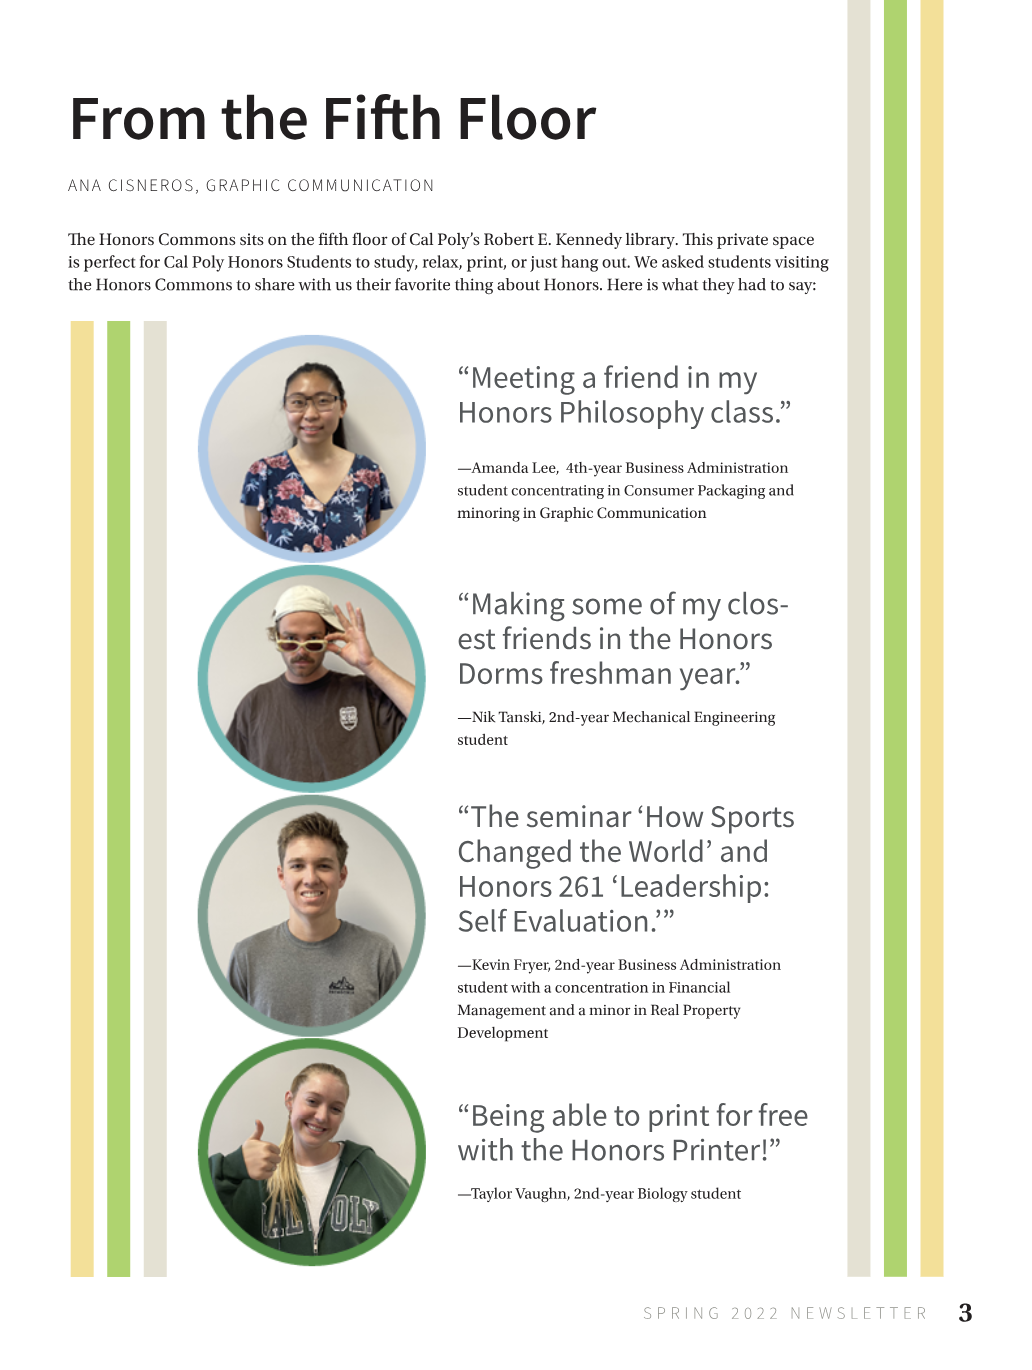 From the Fifth Floor
ANA CISNEROS, GRAPHIC COMMUNICATION
The Honors Commons sits on the fifth floor of Cal Poly’s Robert E. Kennedy library. This private space
is perfect for Cal Poly Honors Students to study, relax, print, or just hang out. We asked students visiting
the Honors Commons to share with us their favorite thing about Honors. Here is what they had to say:
“Meeting a friend in my
Honors Philosophy class.”
—Amanda Lee, 4th-year Business Administration
student concentrating in Consumer Packaging and
minoring in Graphic Communication
“Making some of my clos-
est friends in the Honors
Dorms freshman year.”
—Nik Tanski, 2nd-year Mechanical Engineering
student
“The seminar ‘How Sports
Changed the World’ and
Honors 261 ‘Leadership:
Self Evaluation.’”
—Kevin Fryer, 2nd-year Business Administration
student with a concentration in Financial
Management and a minor in Real Property
Development
“Being able to print for free
with the Honors Printer!”
—Taylor Vaughn, 2nd-year Biology student
CAL POLY
SPRING 2022 NEWSLETTER 3